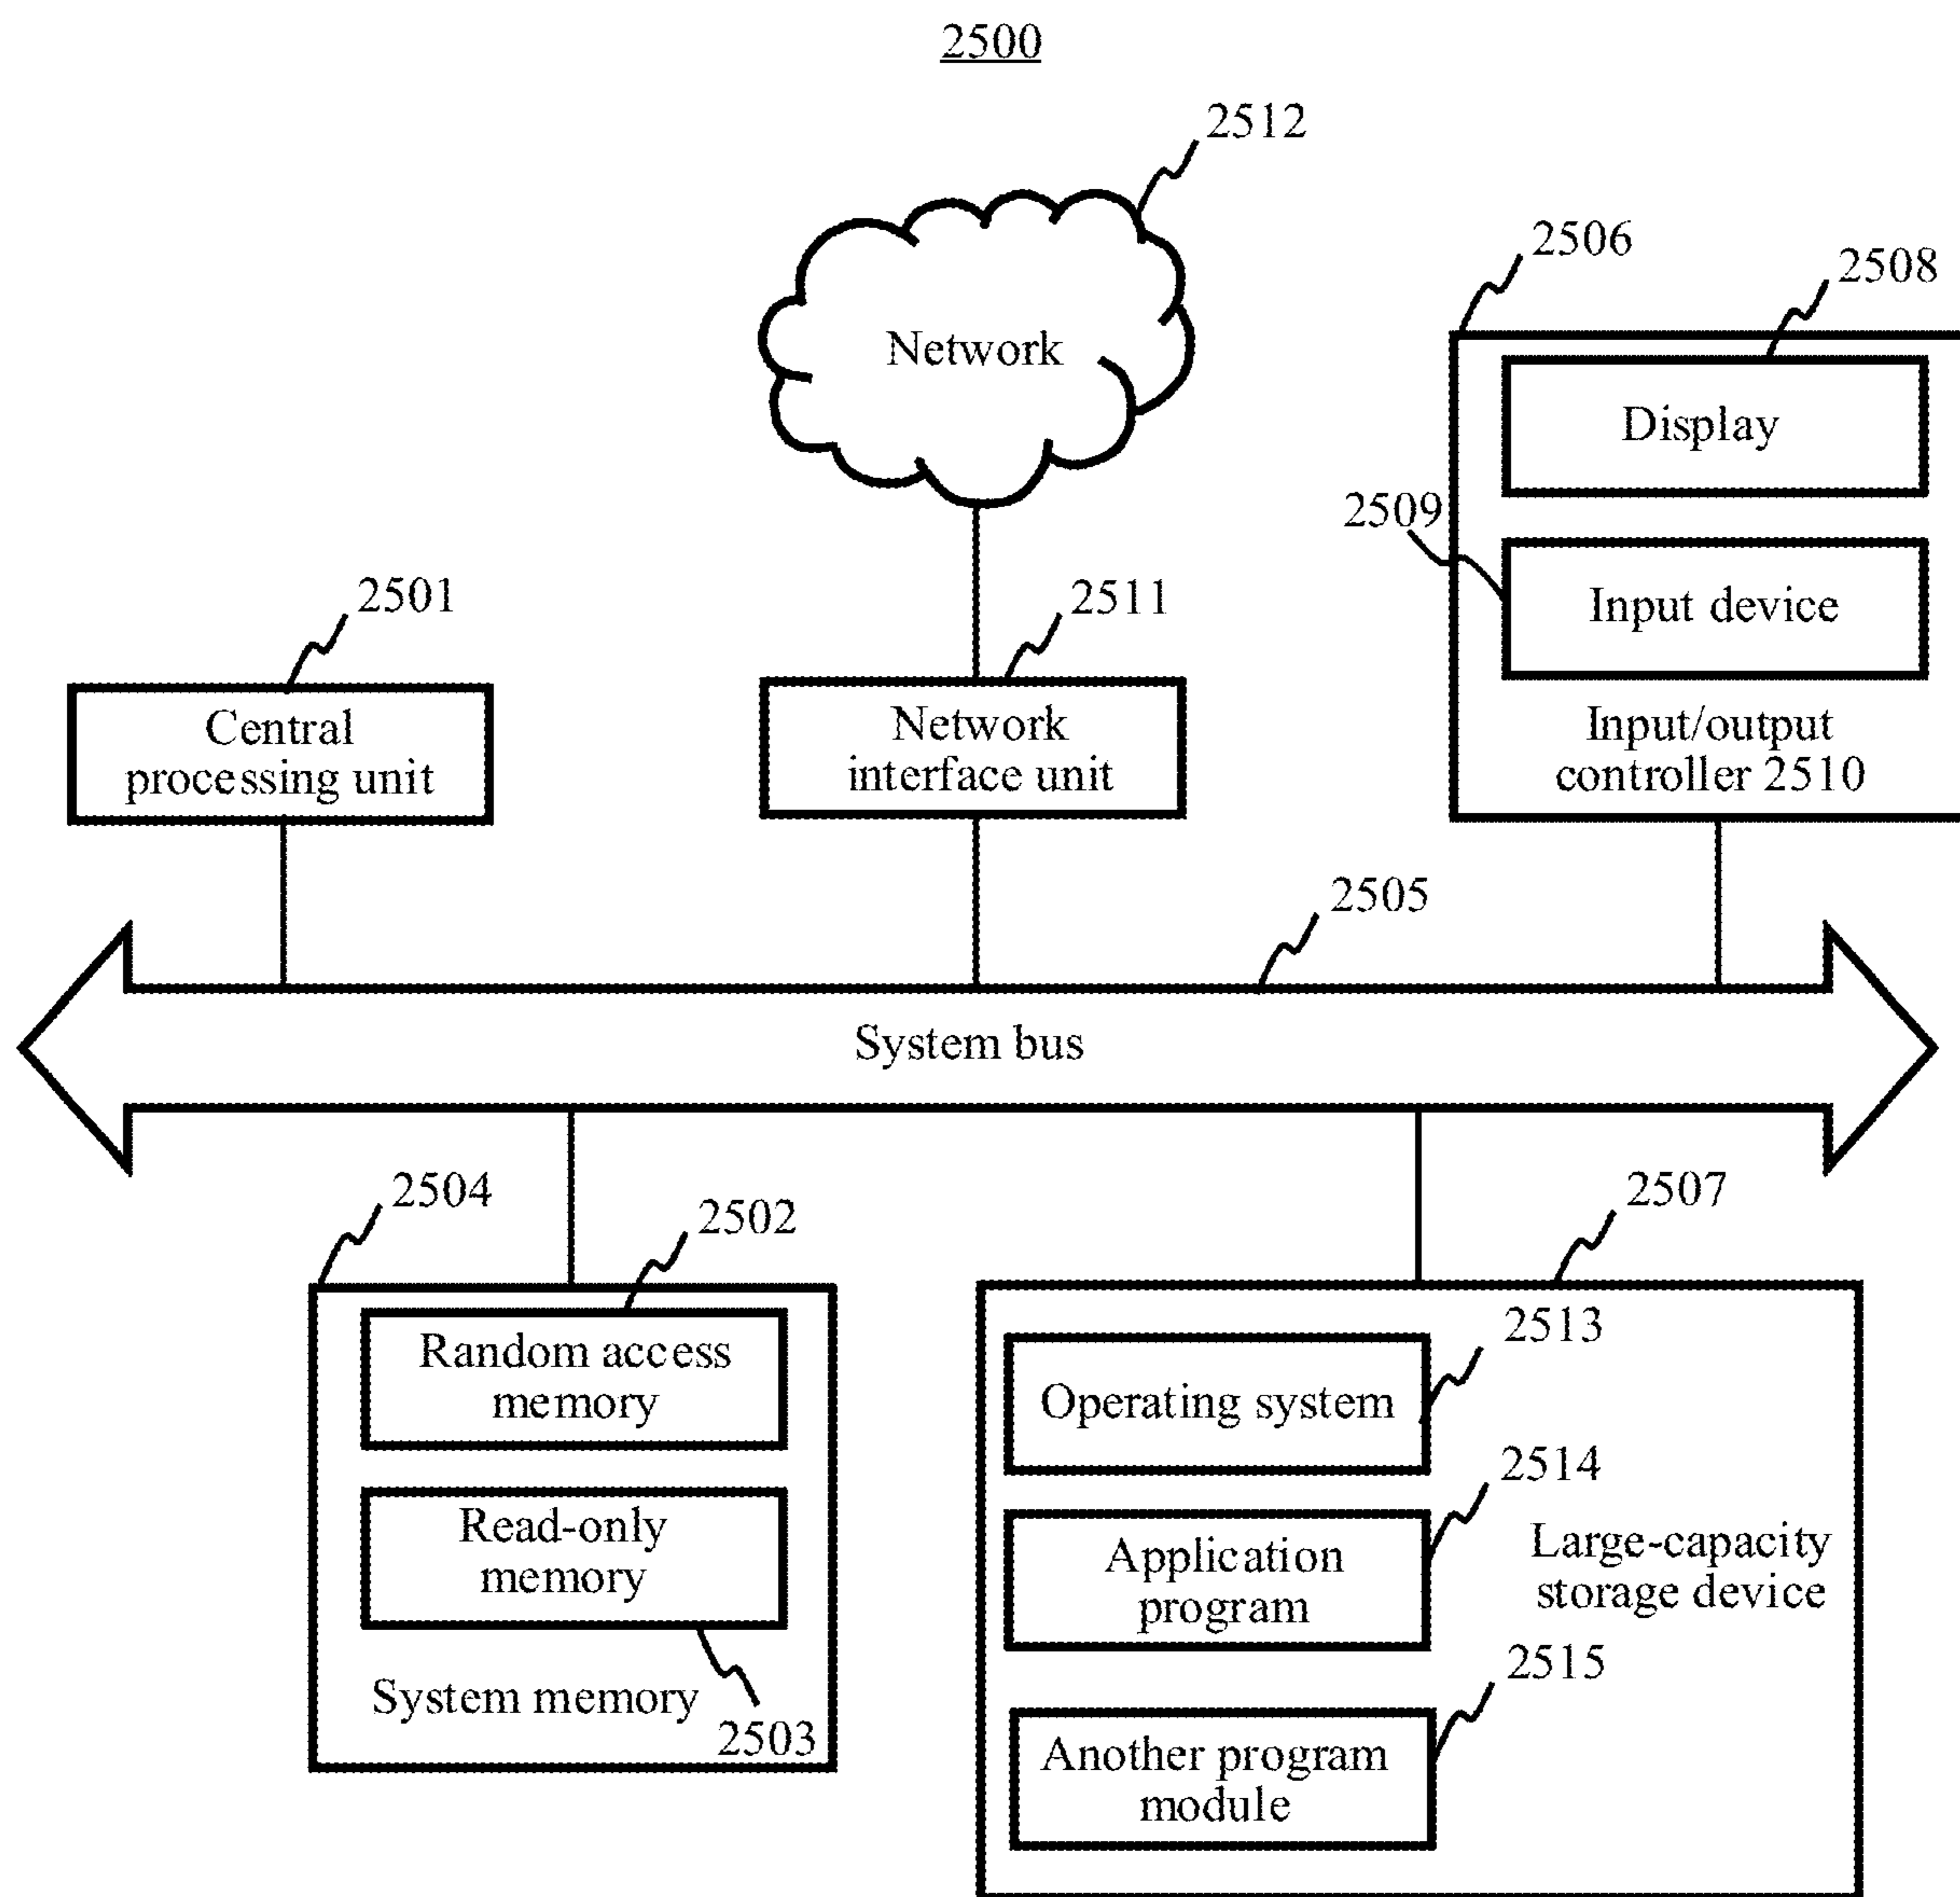 2500
2512
Network
2506
2508
Display
2509
Input device
Input/output
controller 2510
2501
Central
processing unit
2511
Network
interface unit
2505
System bus
2504
2502
Random access
memory
Read-only
memory
System memory
2503
2507
2513
Operating system
2514
Application
program
Large-capacity
storage device
2515
Another program
module